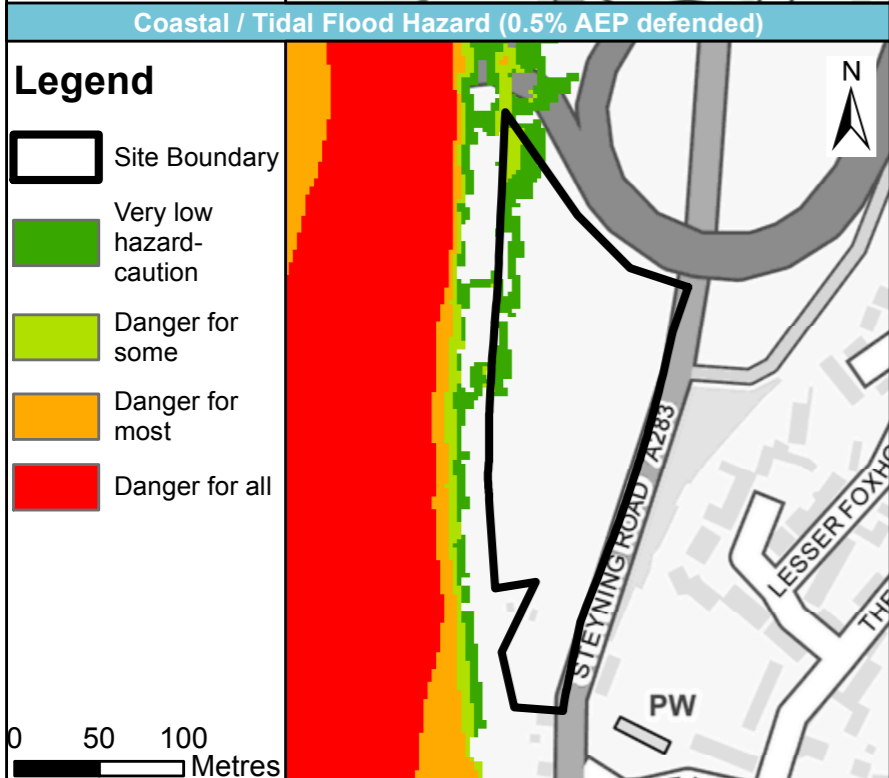 Coastal / Tidal Flood Hazard (0.5% AEP defended)
Legend
Site Boundary
Very low
hazard-
caution
Danger for
some
Danger for
most
Danger for all
0 50 100
Metres
N
STEYNING ROAD A283
LESSER FOXHO
THE
PW